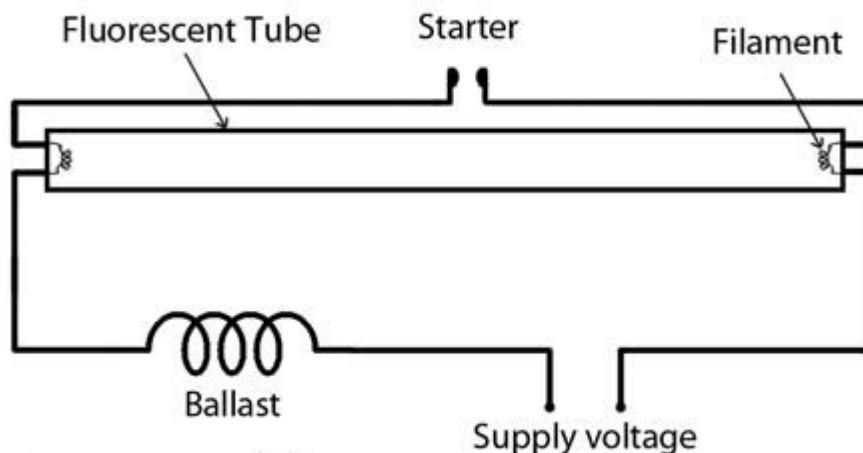 Fluorescent Tube
Starter
Filament
Ballast
Supply voltage